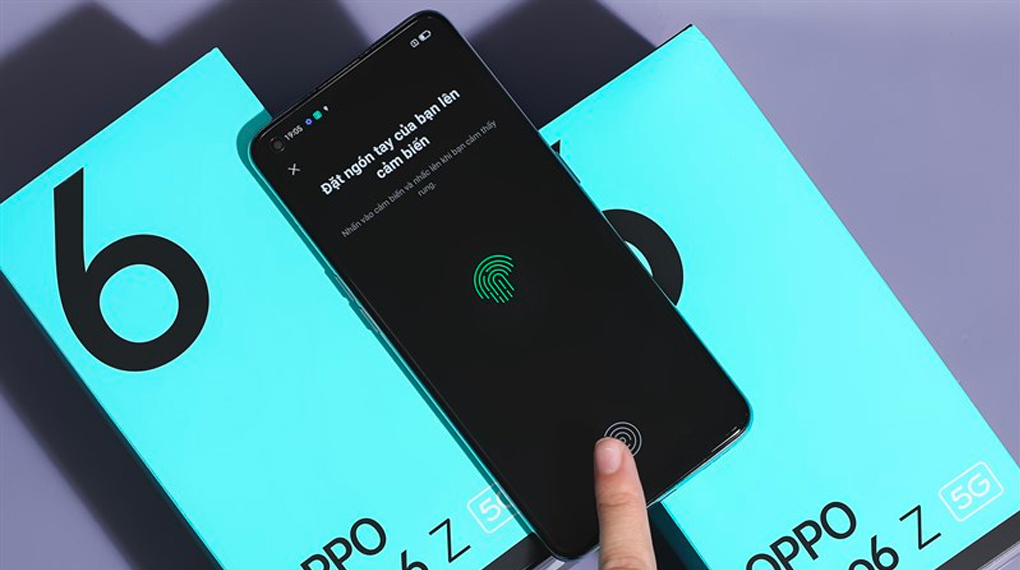 6
19:05
Đặt ngón tay của bạn lên
cảm biến
Nhấn vào cảm biến và nhấc lên khi bạn cảm thấy
rung.
Z
5G
OPPO
Z
5G